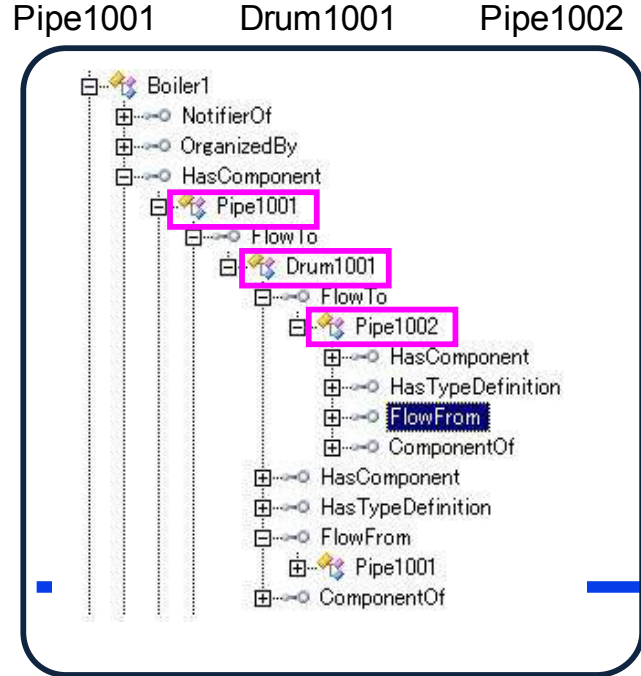 Pipe1001 Drum1001 Pipe1002
Boiler1
NotifierOf
OrganizedBy
HasComponent
Pipe1001
FlowTo
Drum1001
FlowTo
Pipe1002
HasComponent
HasTypeDefinition
FlowFrom
ComponentOf
HasComponent
HasTypeDefinition
FlowFrom
Pipe1001
ComponentOf